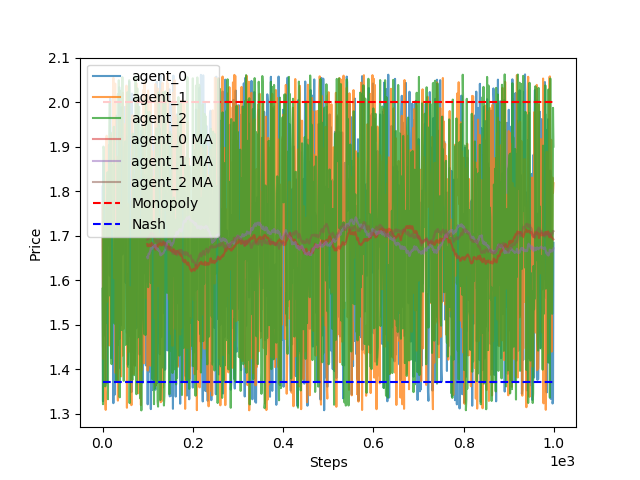 2.1
2.0
1.9
1.8
1.7
1.6
1.5
1.4
1.3
Price
agent_0
agent_1
agent_2
agent_0 MA
agent_1 MA
agent_2 MA
Monopoly
Nash
0.0 0.2 0.4 0.6 0.8 1.0
1e3
Steps